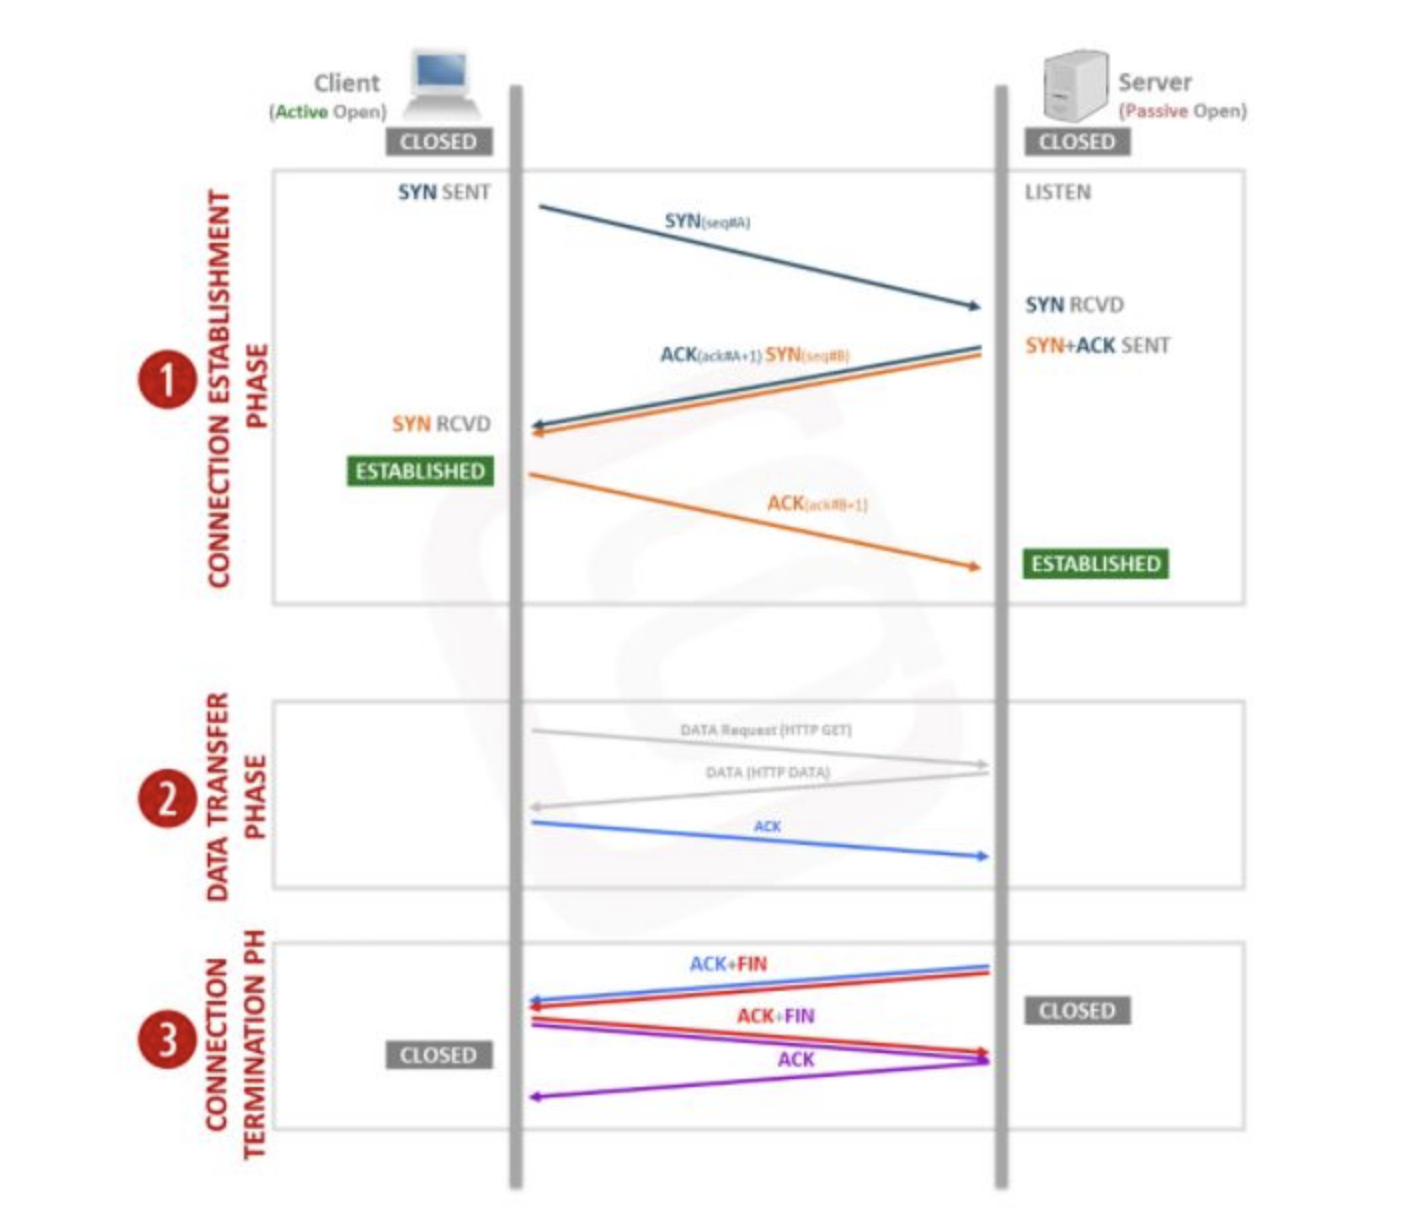 Client
(Active Open)
CLOSED
Server
(Passive Open)
CLOSED
1
CONNECTION ESTABLISHMENT
PHASE
SYN SENT
LISTEN
SYN(seq#A)
SYN RCVD
ACK(ack#A+1) SYN(seq#B)
SYN+ACK SENT
SYN RCVD
ESTABLISHED
ACK(ack#B+1)
ESTABLISHED
2
DATA TRANSFER
PHASE
DATA Request (HTTP GET)
DATA (HTTP DATA)
ACK
3
CONNECTION
TERMINATION PH
ACK+FIN
CLOSED
ACK+FIN
CLOSED
ACK